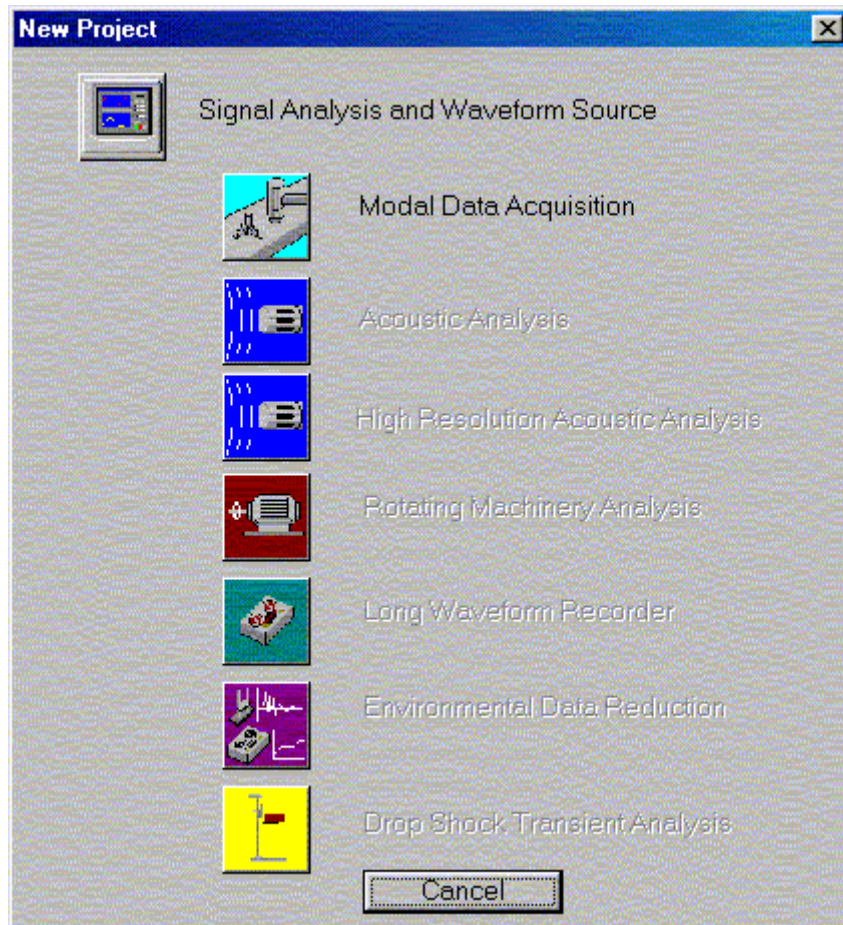 New Project
Signal Analysis and Waveform Source
Modal Data Acquisition
Acoustic Analysis
High Resolution Acoustic Analysis
Rotating Machinery Analysis
Long Waveform Recorder
Environmental Data Reduction
Drop Shock Transient Analysis
Cancel